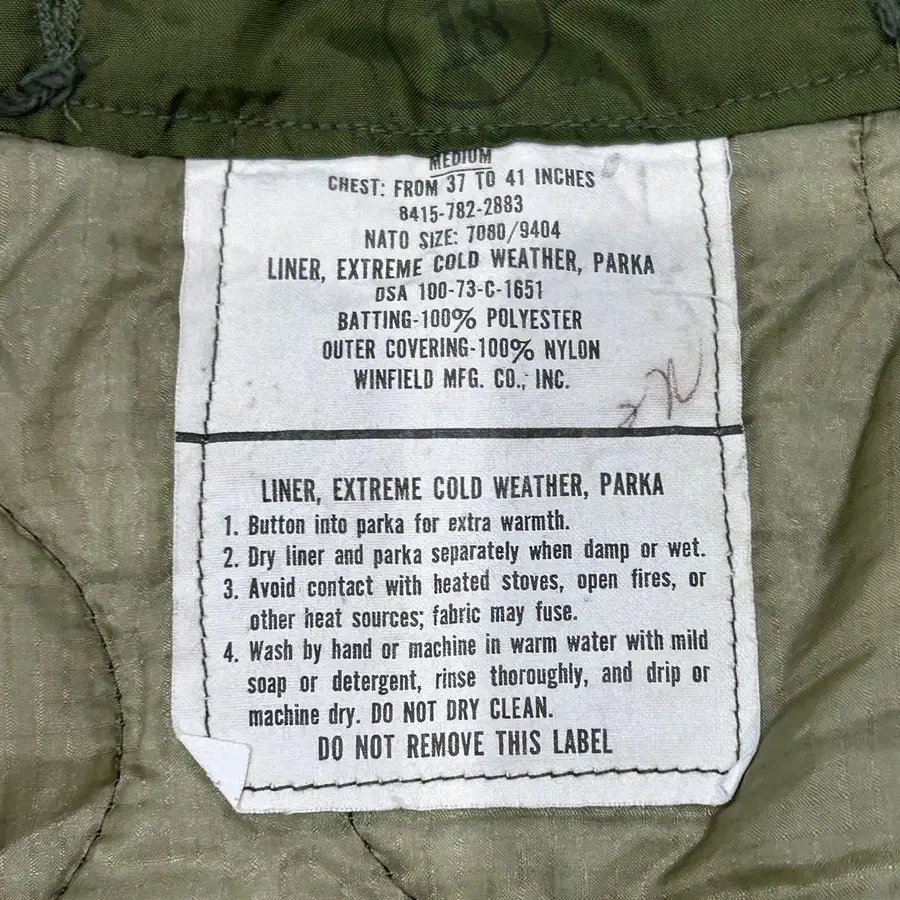 18
MEDIUM
CHEST: FROM 37 TO 41 INCHES
8415-782-2883
NATO SIZE: 7080/9404
LINER, EXTREME COLD WEATHER, PARKA
DSA 100-73-C-1651
BATTING-100% POLYESTER
OUTER COVERING-100% NYLON
WINFIELD MFG. CO., INC.
LINER, EXTREME COLD WEATHER, PARKA
1. Button into parka for extra warmth.
2. Dry liner and parka separately when damp or wet.
3. Avoid contact with heated stoves, open fires, or
other heat sources; fabric may fuse.
4. Wash by hand or machine in warm water with mild
soap or detergent, rinse thoroughly, and drip or
machine dry. DO NOT DRY CLEAN.
DO NOT REMOVE THIS LABEL